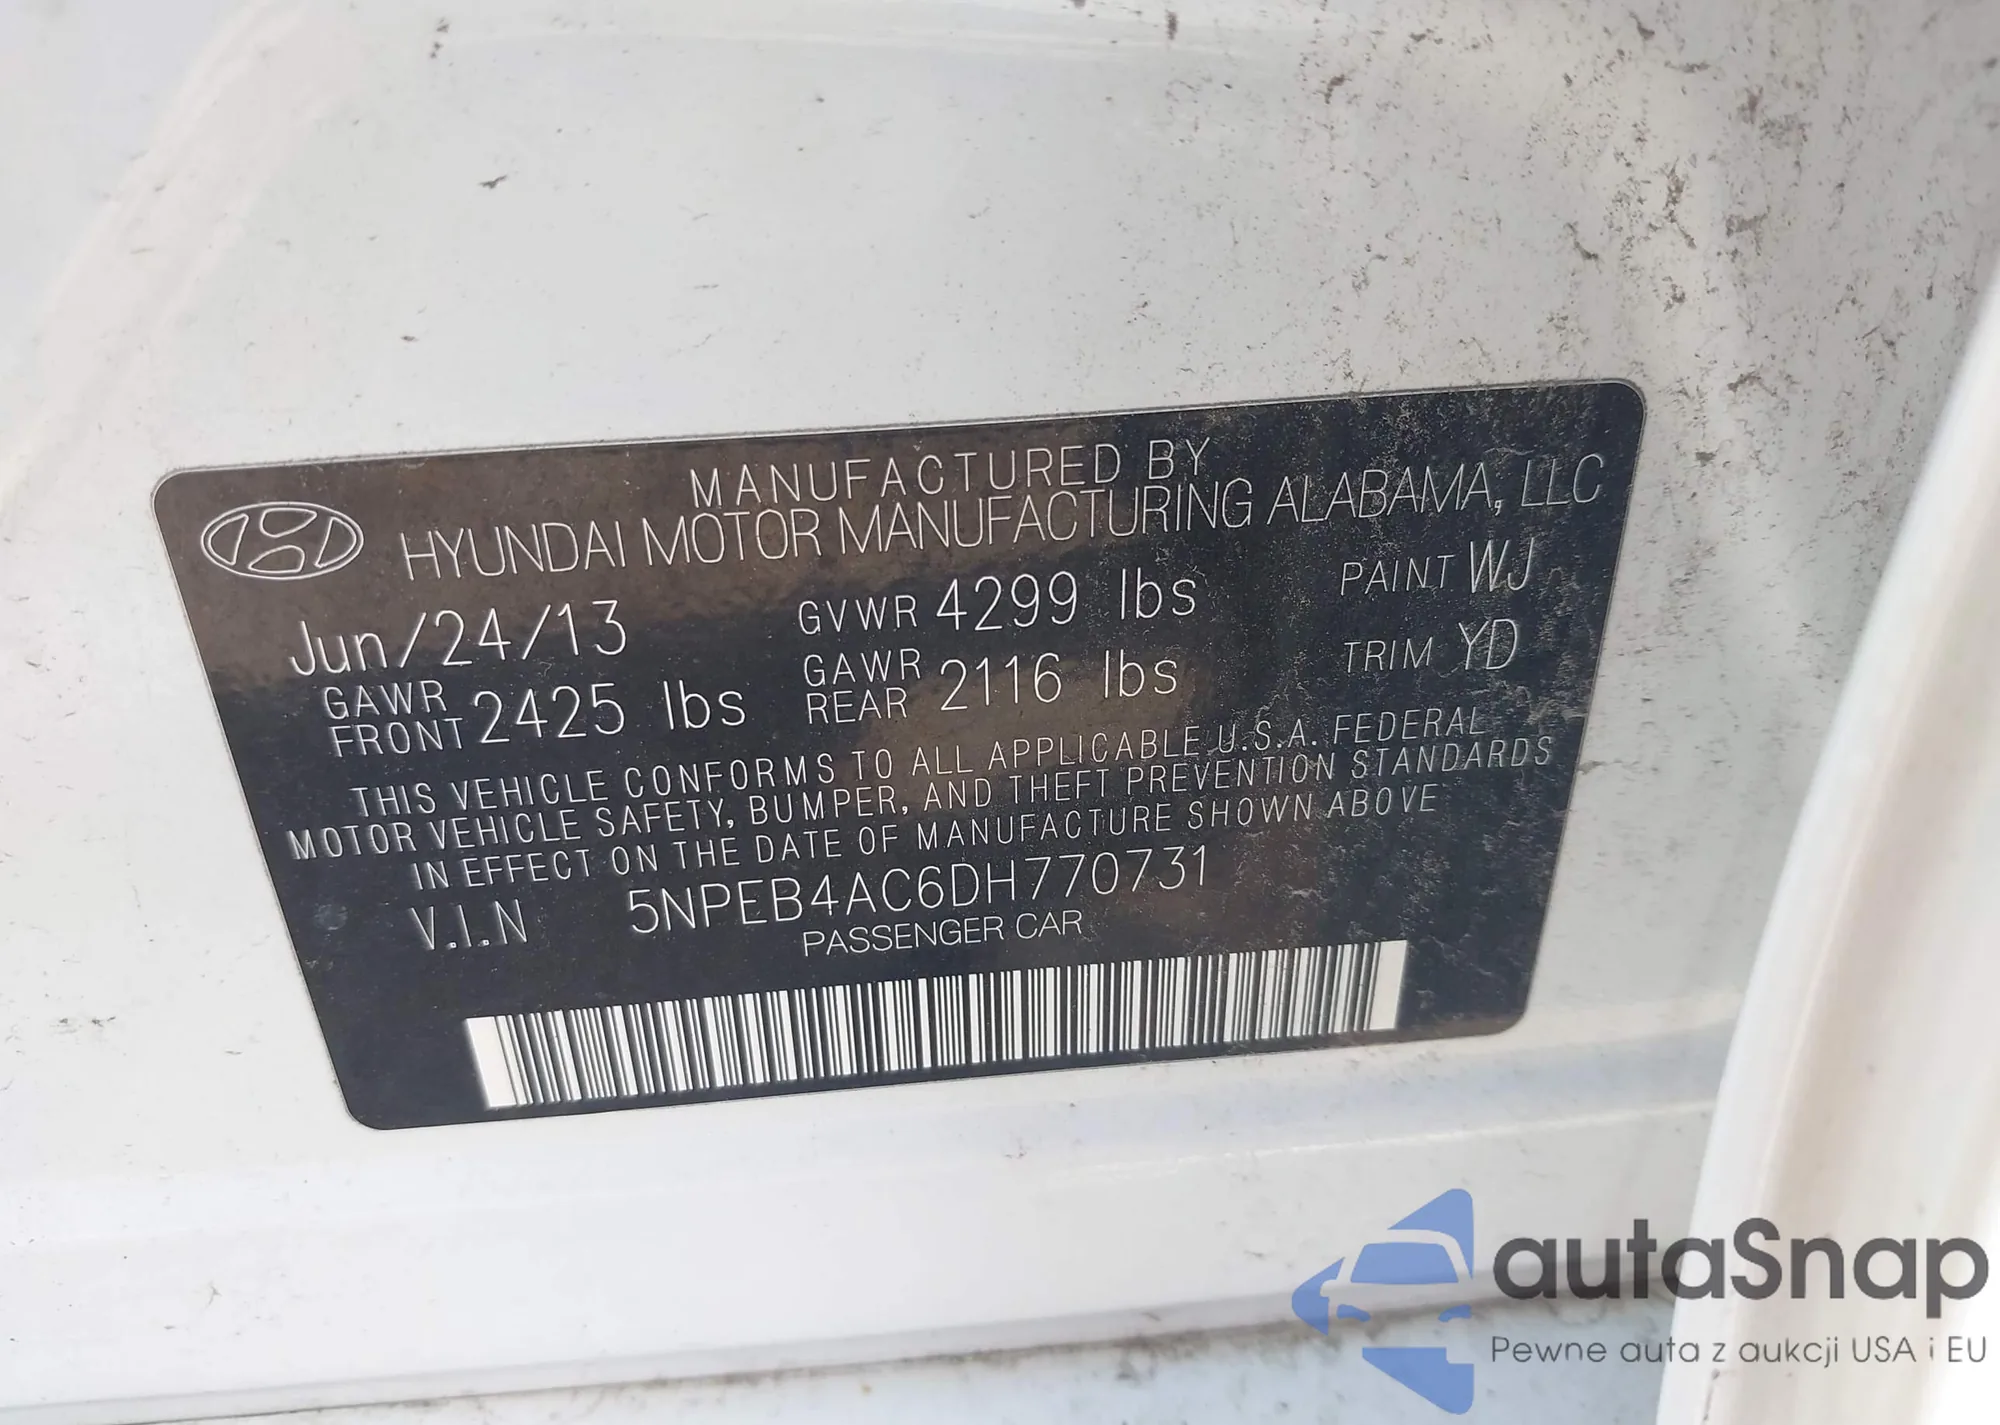 MANUFACTURED BY
HYUNDAI MOTOR MANUFACTURING ALABAMA, LLC
Jun/24/13 GVWR 4299 lbs PAINT WJ
GAWR FRONT 2425 lbs GAWR REAR 2116 lbs TRIM YD
THIS VEHICLE CONFORMS TO ALL APPLICABLE U.S.A. FEDERAL
MOTOR VEHICLE SAFETY, BUMPER, AND THEFT PREVENTION STANDARDS
IN EFFECT ON THE DATE OF MANUFACTURE SHOWN ABOVE
V.I.N 5NPEB4AC6DH770731
PASSENGER CAR
autaSnap
Pewne auta z aukcji USA i EU